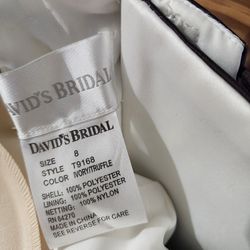 DAVID'S BRIDAL
DAVID'S BRIDAL
SIZE 8
STYLE T9168
COLOR IVORY/TRUFFLE
SHELL: 100% POLYESTER
LINING: 100% POLYESTER
NETTING: 100% NYLON
RN 84270
MADE IN CHINA
SEE REVERSE FOR CARE